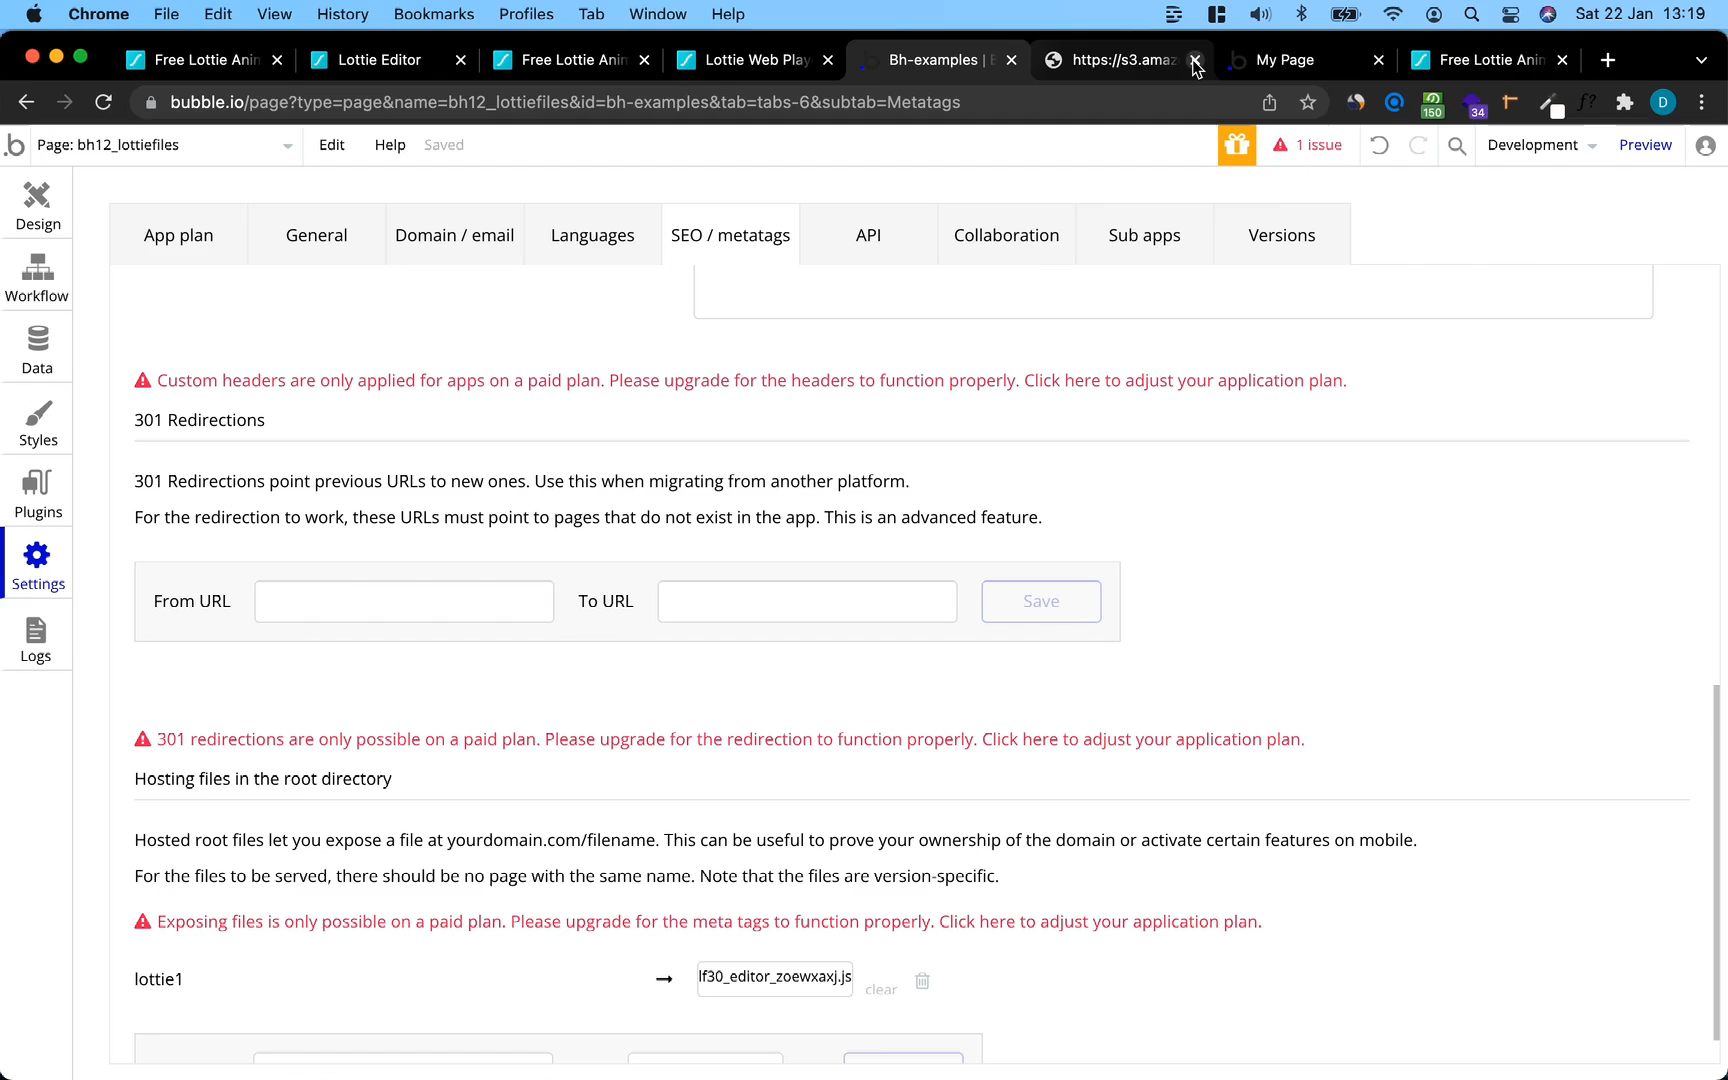 Chrome File Edit View History Bookmarks Profiles Tab Window Help Sat 22 Jan 13:19
Free Lottie Anim Lottie Editor Free Lottie Anim Lottie Web Play Bh-examples | https://s3.amaz My Page Free Lottie Anim
bubble.io/page?type=page&name=bh12_lottiefiles&id=bh-examples&tab=tabs-6&subtab=Metatags 150 34 f? D
b Page: bh12_lottiefiles Edit Help Saved 1 issue Development Preview
Design
Workflow
Data
Styles
Plugins
Settings
Logs
App plan General Domain / email Languages SEO / metatags API Collaboration Sub apps Versions
Custom headers are only applied for apps on a paid plan. Please upgrade for the headers to function properly. Click here to adjust your application plan.
301 Redirections
301 Redirections point previous URLs to new ones. Use this when migrating from another platform.
For the redirection to work, these URLs must point to pages that do not exist in the app. This is an advanced feature.
From URL To URL Save
301 redirections are only possible on a paid plan. Please upgrade for the redirection to function properly. Click here to adjust your application plan.
Hosting files in the root directory
Hosted root files let you expose a file at yourdomain.com/filename. This can be useful to prove your ownership of the domain or activate certain features on mobile.
For the files to be served, there should be no page with the same name. Note that the files are version-specific.
Exposing files is only possible on a paid plan. Please upgrade for the meta tags to function properly. Click here to adjust your application plan.
lottie1 → lf30_editor_zoewxaxj.js clear